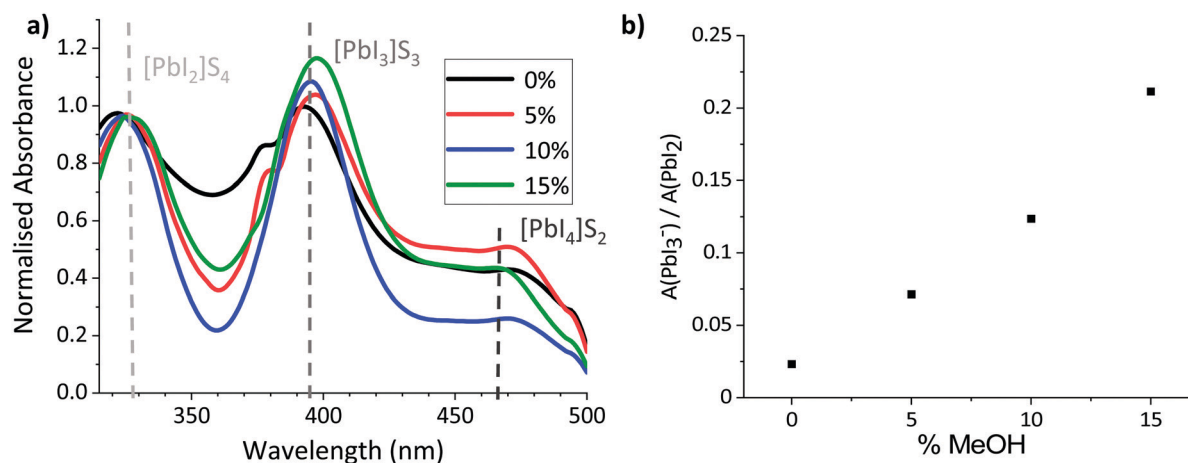 a)
Normalised Absorbance
1.2
1.0
0.8
0.6
0.4
0.2
0.0
[PbI₂]S₄
[PbI₃]S₃
[PbI₄]S₂
0%
5%
10%
15%
350
400
450
500
Wavelength (nm)
b)
A(PbI₃⁻) / A(PbI₂)
0.25
0.2
0.15
0.1
0.05
0
0
5
10
15
% MeOH